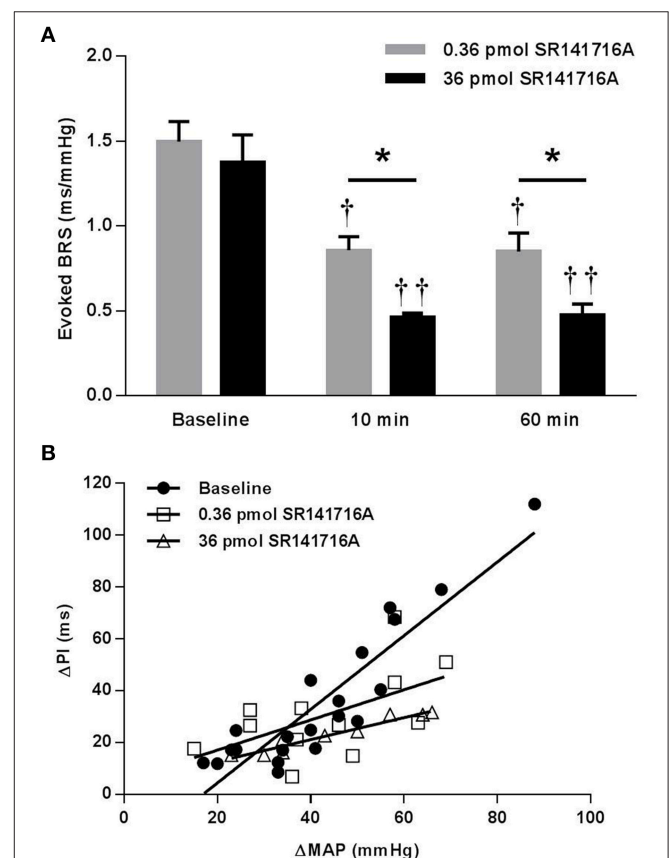 A
0.36 pmol SR141716A
36 pmol SR141716A
2.0
1.5
1.0
0.5
0.0
Evoked BRS (ms/mmHg)
*
*
†
††
†
††
Baseline
10 min
60 min
B
Baseline
0.36 pmol SR141716A
36 pmol SR141716A
120
100
80
60
40
20
0
ΔPI (ms)
0
20
40
60
80
100
ΔMAP (mmHg)